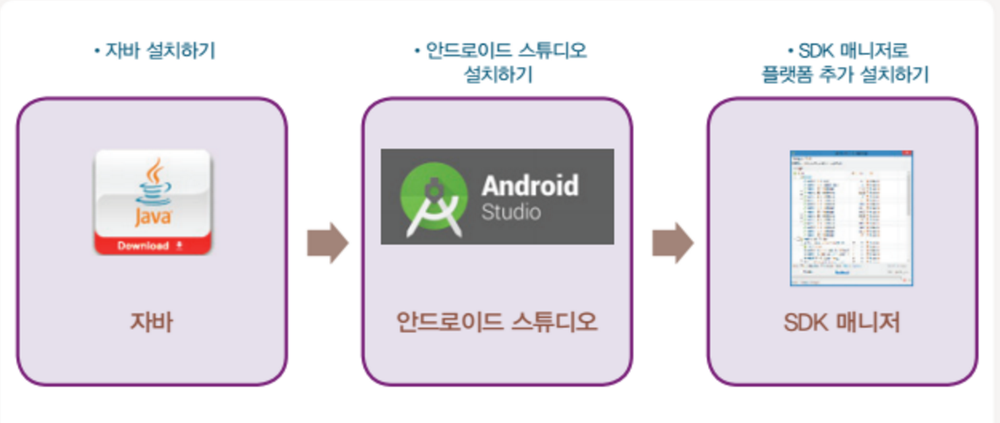 • 자바 설치하기
• 안드로이드 스튜디오
설치하기
• SDK 매니저로
플랫폼 추가 설치하기
Java
Download
Android
Studio
자바
안드로이드 스튜디오
SDK 매니저